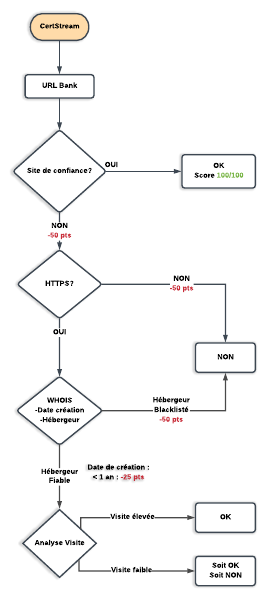 CertStream
URL Bank
Site de confiance?
OUI
OK
Score 100/100
NON
-50 pts
HTTPS?
NON
-50 pts
OUI
NON
WHOIS
-Date création
-Hébergeur
Hébergeur
Blacklisté
-50 pts
Hébergeur
Fiable
Date de création :
< 1 an : -25 pts
Analyse Visite
Visite élevée
OK
Visite faible
Soit OK
Soit NON